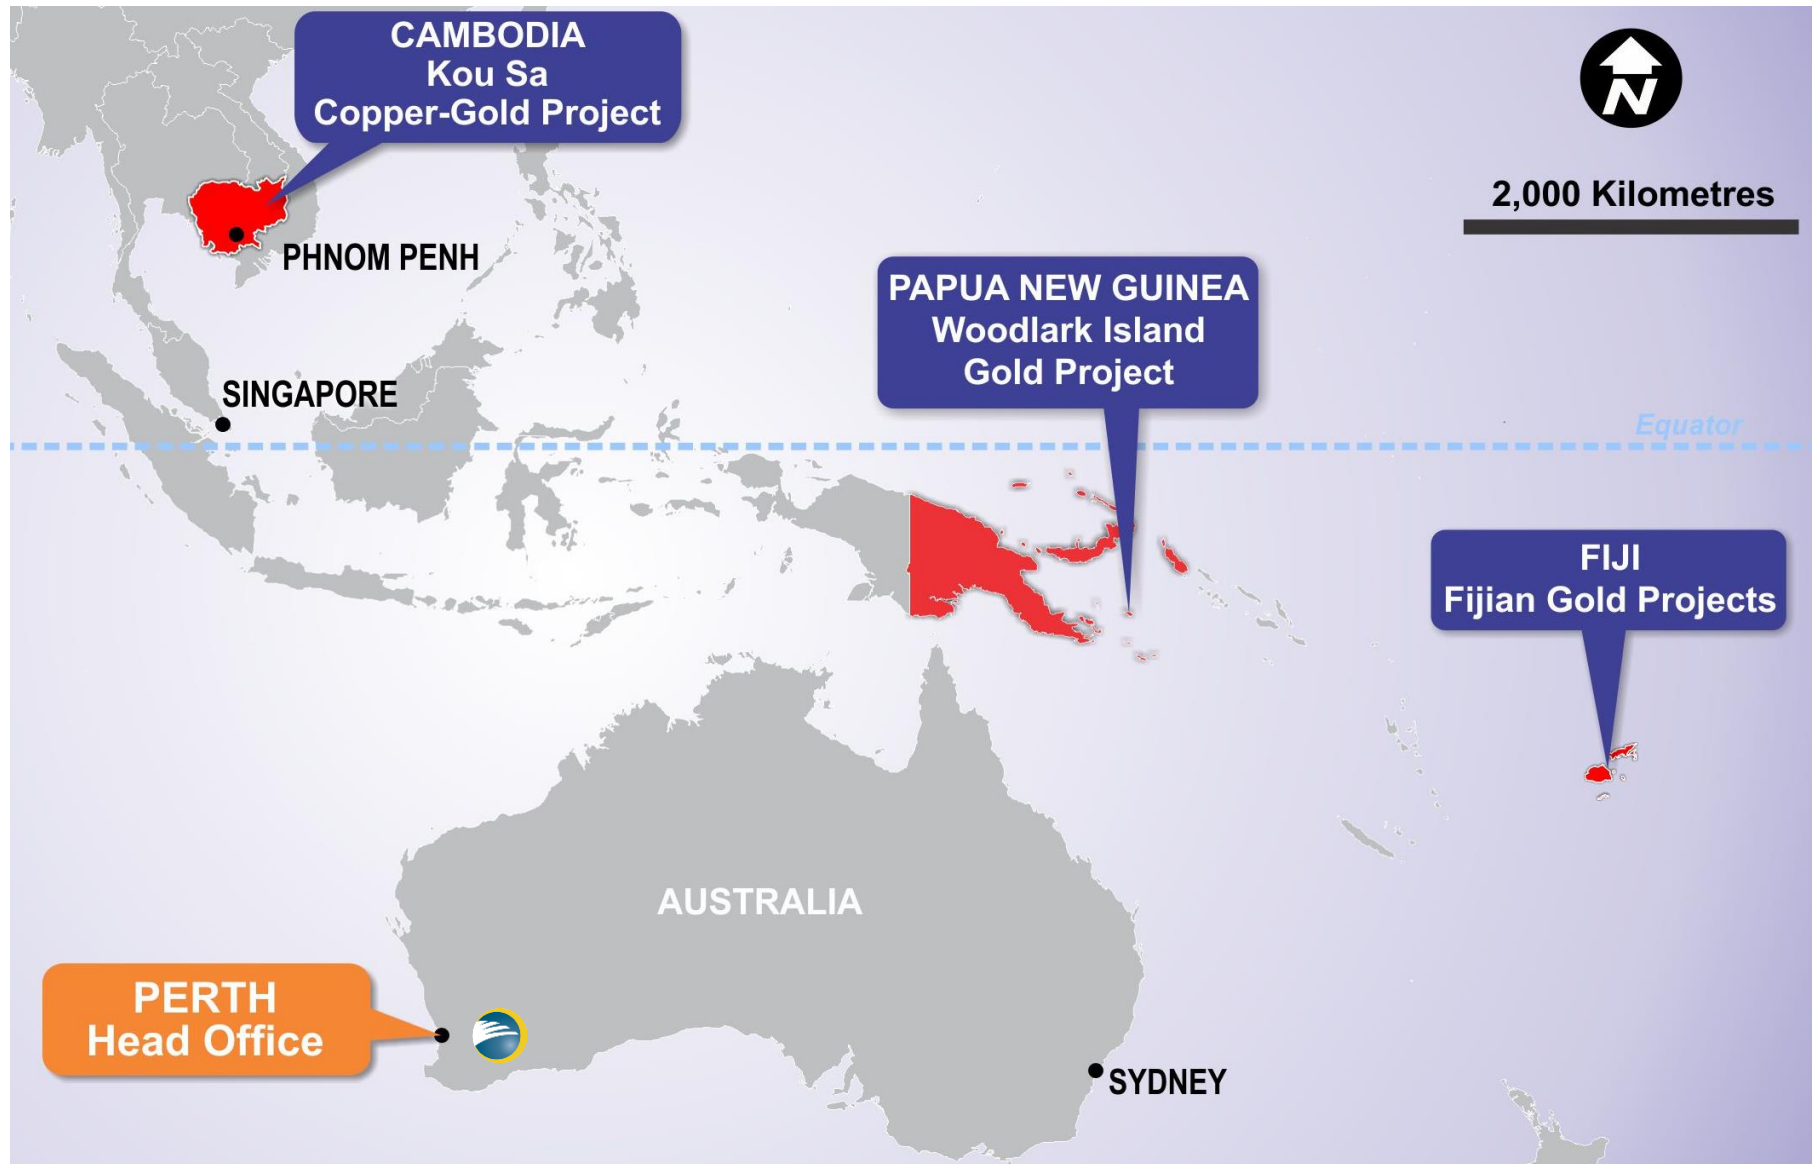 CAMBODIA
Kou Sa
Copper-Gold Project
N
2,000 Kilometres
PHNOM PENH
PAPUA NEW GUINEA
Woodlark Island
Gold Project
SINGAPORE
Equator
FIJI
Fijian Gold Projects
AUSTRALIA
PERTH
Head Office
SYDNEY